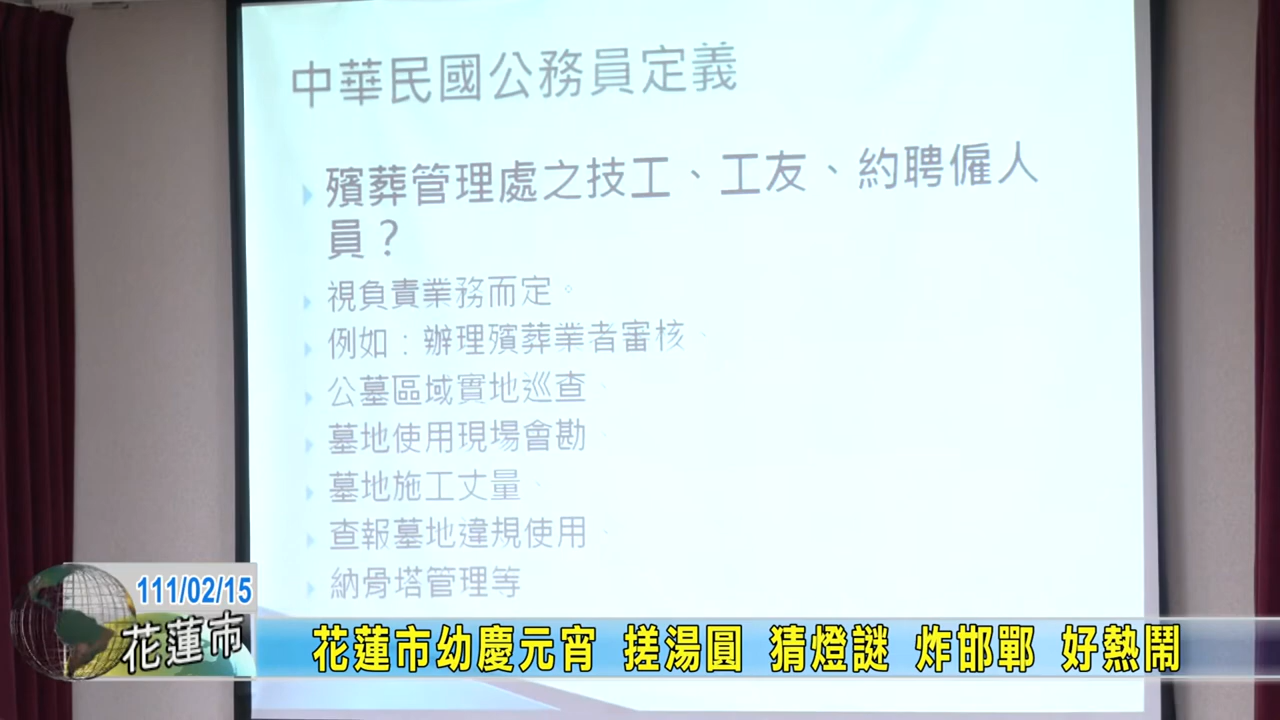 中華民國公務員定義
殯葬管理處之技工、工友、約聘僱人
員？
視負責業務而定。
例如：辦理殯葬業者審核、
公墓區域實地巡查、
墓地使用現場會勘、
墓地施工丈量、
查報墓地違規使用、
納骨塔管理等
111/02/15
花蓮市
花蓮市幼慶元宵 搓湯圓 猜燈謎 炸邯鄲 好熱鬧